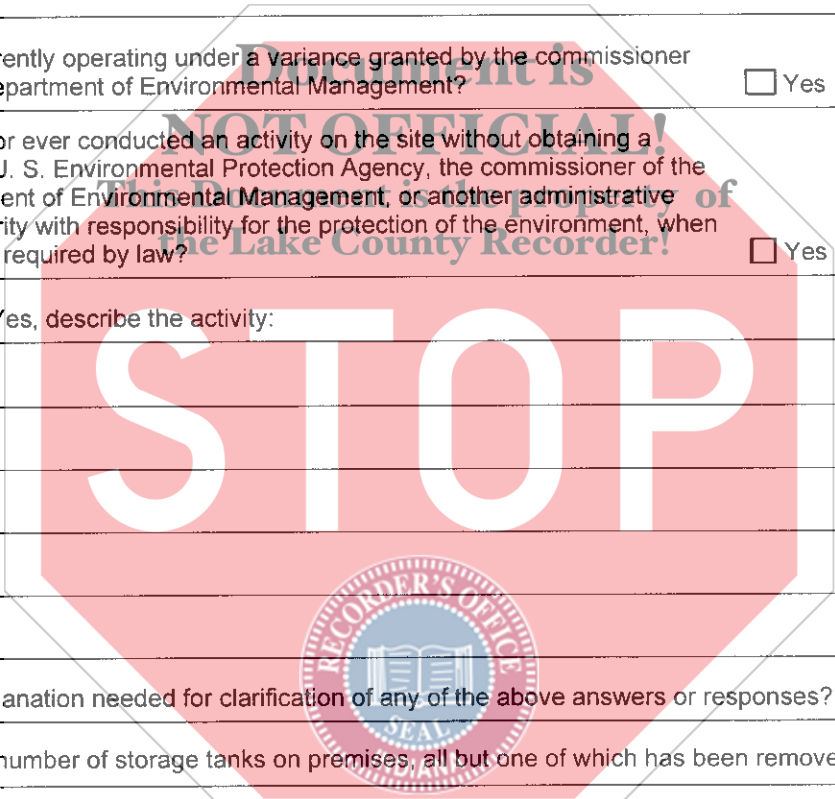 rently operating under a variance granted by the commissioner
epartment of Environmental Management?
Yes
Document is
NOT OFFICIAL!
This Document is the property of
the Lake County Recorder!
or ever conducted an activity on the site without obtaining a
U. S. Environmental Protection Agency, the commissioner of the
ent of Environmental Management, or another administrative
rity with responsibility for the protection of the environment, when
required by law?
Yes
Yes, describe the activity:
STOP
RECORDER'S OFFICE
SEAL
INDIANA
anation needed for clarification of any of the above answers or responses?
number of storage tanks on premises, all but one of which has been remove